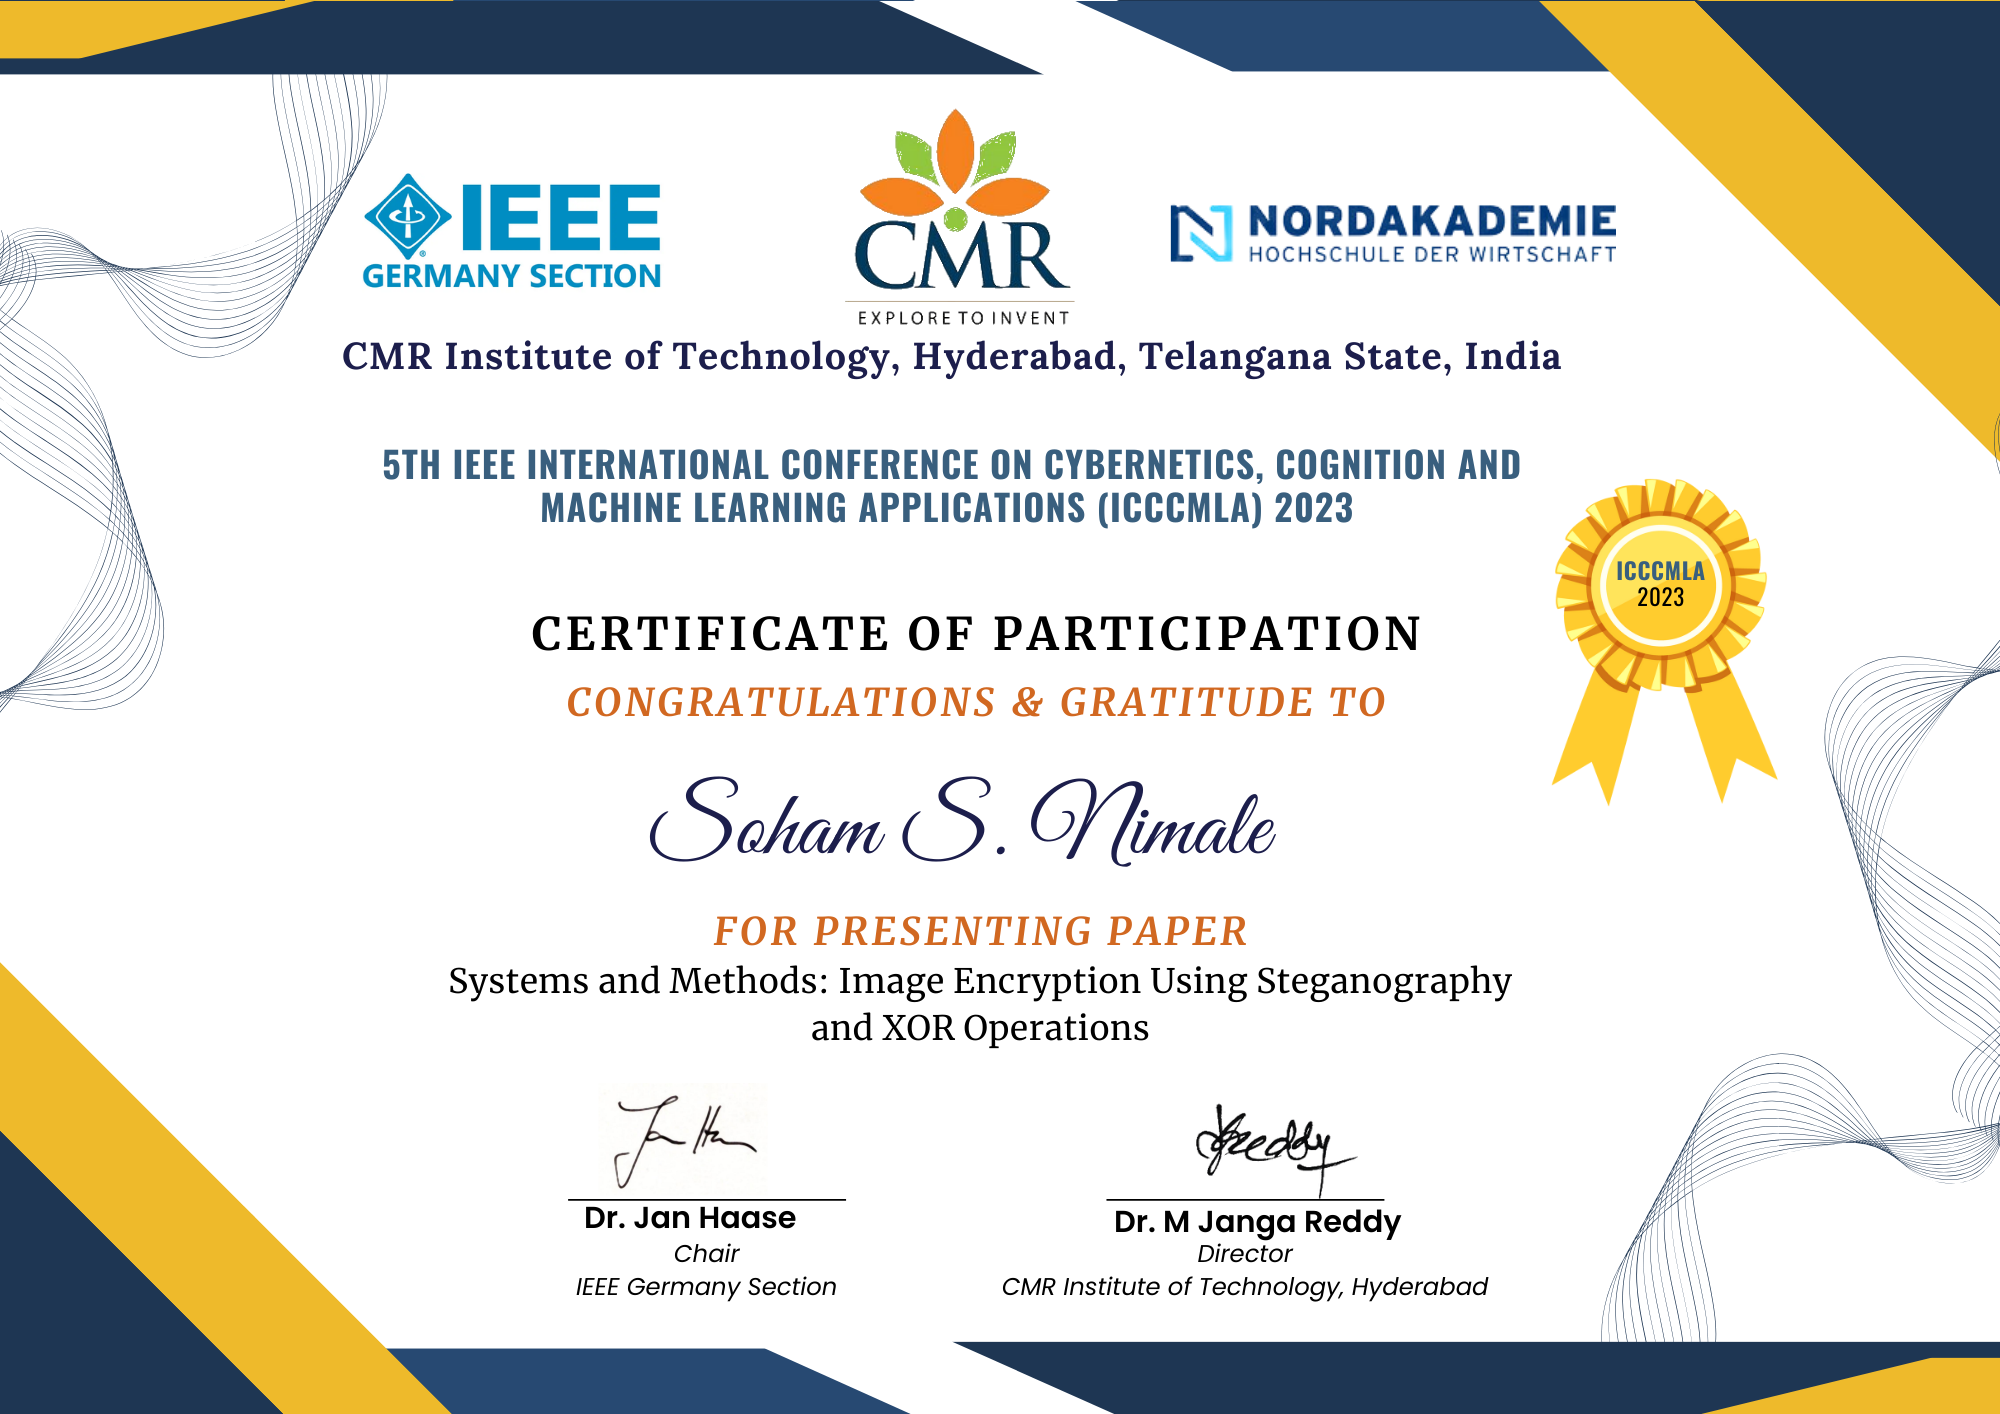 IEEE
GERMANY SECTION
CMR
EXPLORE TO INVENT
NORDAKADEMIE
HOCHSCHULE DER WIRTSCHAFT
CMR Institute of Technology, Hyderabad, Telangana State, India
5TH IEEE INTERNATIONAL CONFERENCE ON CYBERNETICS, COGNITION AND
MACHINE LEARNING APPLICATIONS (ICCCMLA) 2023
ICCCMLA
2023
CERTIFICATE OF PARTICIPATION
CONGRATULATIONS & GRATITUDE TO
Soham S. Nimale
FOR PRESENTING PAPER
Systems and Methods: Image Encryption Using Steganography
and XOR Operations
Dr. Jan Haase
Chair
IEEE Germany Section
Dr. M Janga Reddy
Director
CMR Institute of Technology, Hyderabad